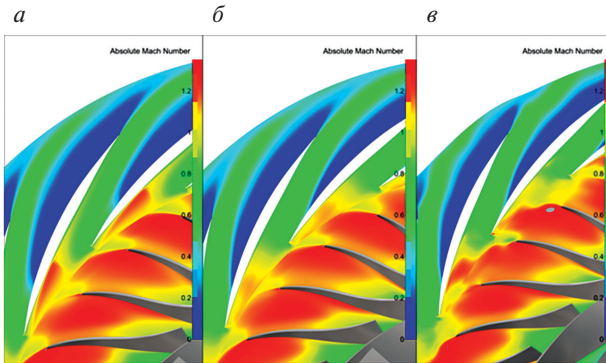 а б в
Absolute Mach Number Absolute Mach Number Absolute Mach Number
1.2 1.2 1.2
1 1 1
0.8 0.8 0.8
0.6 0.6 0.6
0.4 0.4 0.4
0.2 0.2 0.2
0 0 0